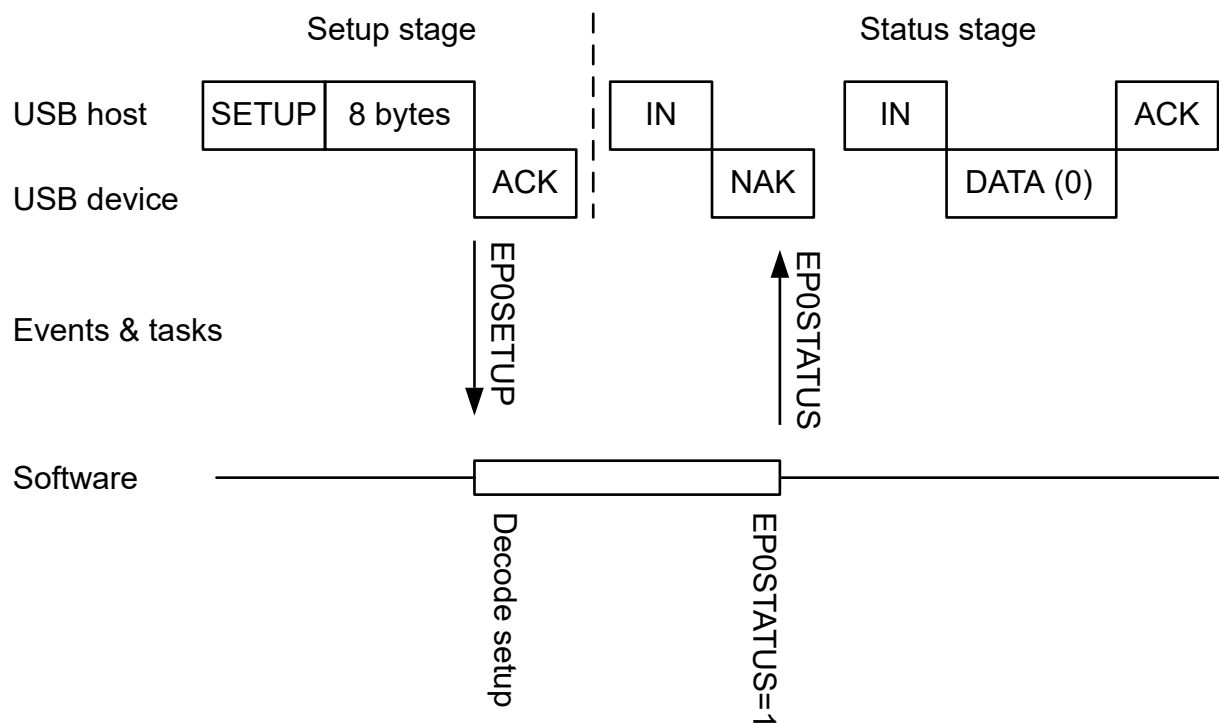 Setup stage
Status stage
USB host
SETUP
8 bytes
IN
IN
ACK
USB device
ACK
NAK
DATA (0)
EP0SETUP
EP0STATUS
Events & tasks
Software
Decode setup
EP0STATUS=1